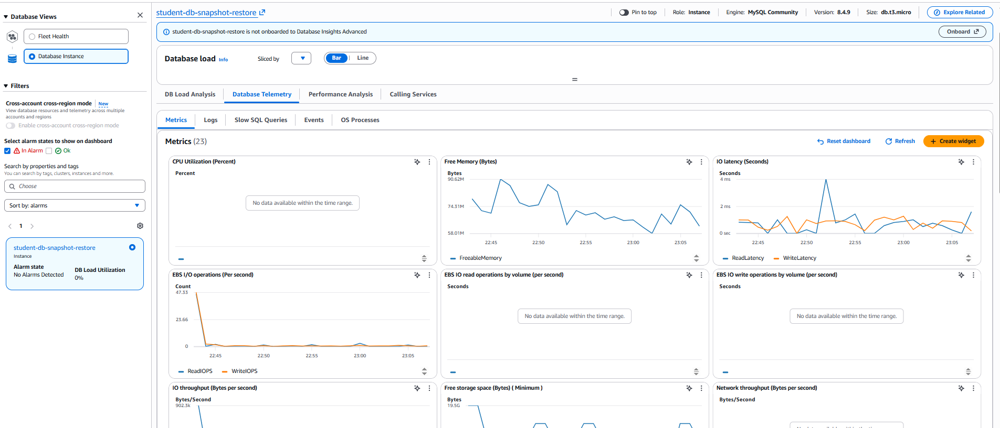 Database Views
Fleet Health
Database Instance
Filters
Cross-account cross-region mode New
View database resources and telemetry across multiple
accounts and regions
Enable cross-account cross-region mode
Select alarm states to show on dashboard
In Alarm Ok
Search by properties and tags
You can search by tags, clusters, instances and more.
Choose
Sort by: alarms
1
student-db-snapshot-restore
Instance
Alarm state
No Alarms Detected
DB Load Utilization
0%
student-db-snapshot-restore
Pin to top Role: Instance Engine: MySQL Community Version: 8.4.9 Size: db.t3.micro Explore Related
student-db-snapshot-restore is not onboarded to Database Insights Advanced Onboard
Database load Info Sliced by Bar Line
DB Load Analysis Database Telemetry Performance Analysis Calling Services
Metrics Logs Slow SQL Queries Events OS Processes
Metrics (23) Reset dashboard Refresh Create widget
CPU Utilization (Percent)
Percent
No data available within the time range.
Free Memory (Bytes)
Bytes
90.62M
74.31M
58.01M
22:45 22:50 22:55 23:00 23:05
FreeableMemory
IO latency (Seconds)
Seconds
4 ms
2 ms
0 sec
22:45 22:50 22:55 23:00 23:05
ReadLatency WriteLatency
EBS I/O operations (Per second)
Count
47.33
23.66
0
22:45 22:50 22:55 23:00 23:05
ReadIOPS WriteIOPS
EBS IO read operations by volume (per second)
Seconds
No data available within the time range.
EBS IO write operations by volume (per second)
Seconds
No data available within the time range.
IO throughput (Bytes per second)
Bytes/Second
902.3k
Free storage space (Bytes) ( Minimum )
Bytes
19.5G
Network throughput (Bytes per second)
Bytes/Second